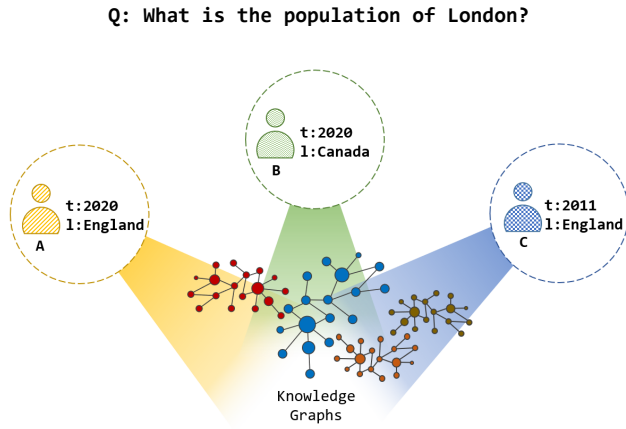 Q: What is the population of London?
t:2020
l:England
A
t:2020
l:Canada
B
t:2011
l:England
C
Knowledge
Graphs